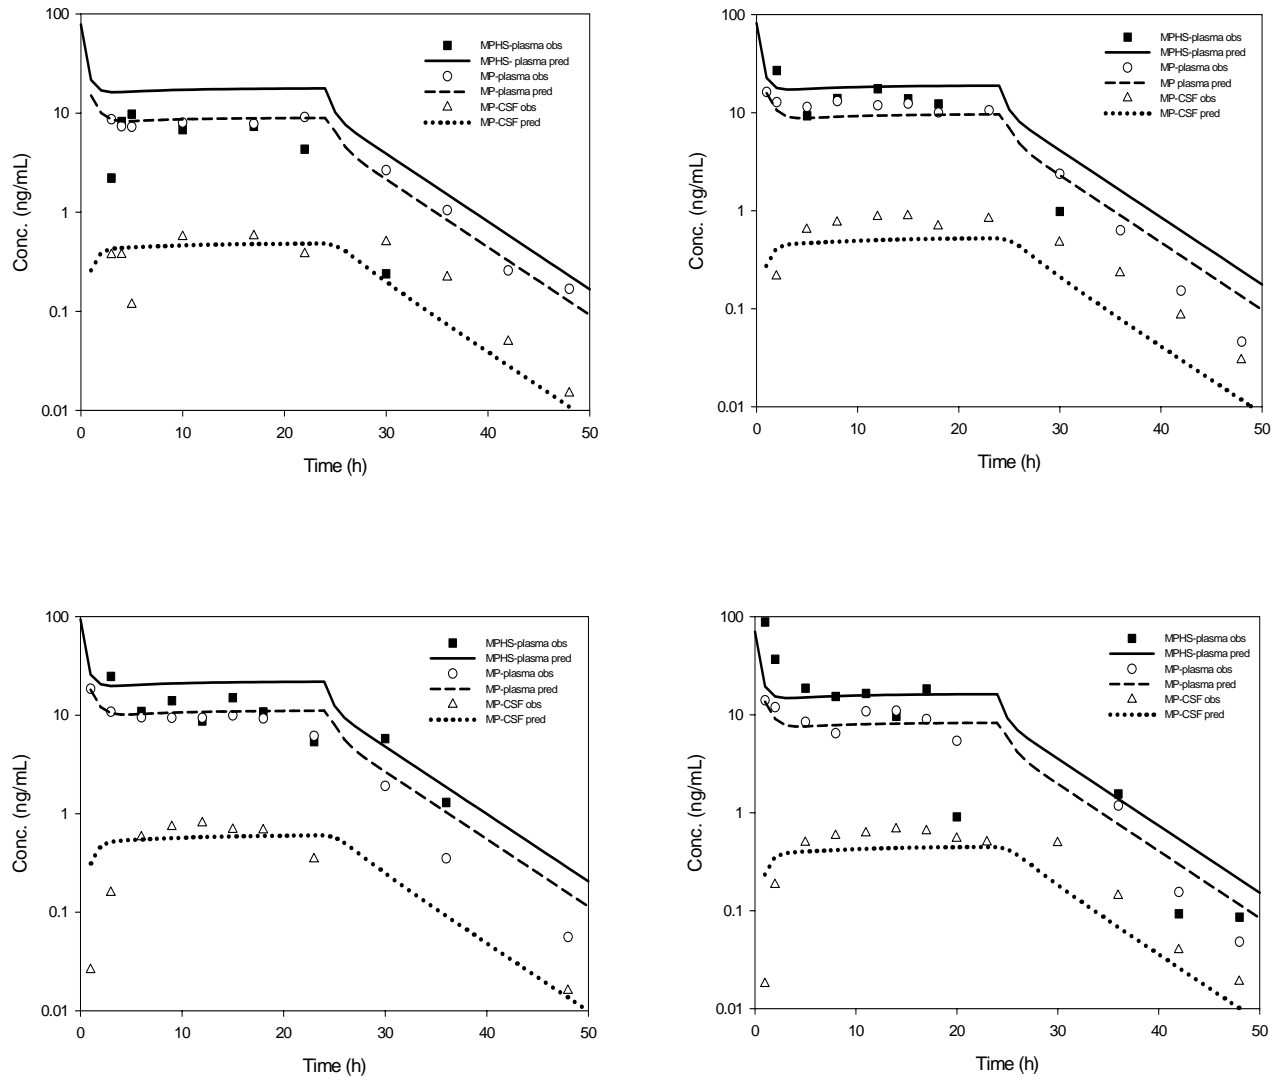 100
10
1
0.1
0.01
Conc. (ng/mL)
MPHS-plasma obs
MPHS- plasma pred
MP-plasma obs
MP-plasma pred
MP-CSF obs
MP-CSF pred
0 10 20 30 40 50
Time (h)
100
10
1
0.1
0.01
Conc. (ng/mL)
MPHS-plasma obs
MPHS-plasma pred
MP-plasma obs
MP plasma pred
MP-CSF obs
MP-CSF pred
0 10 20 30 40 50
Time (h)
100
10
1
0.1
0.01
Conc. (ng/mL)
MPHS-plasma obs
MPHS-plasma pred
MP-plasma obs
MP-plasma pred
MP-CSF obs
MP-CSF pred
0 10 20 30 40 50
Time (h)
100
10
1
0.1
0.01
Conc. (ng/mL)
MPHS-plasma obs
MPHS-plasma pred
MP-plasma obs
MP-plasma pred
MP-CSF obs
MP-CSF pred
0 10 20 30 40 50
Time (h)